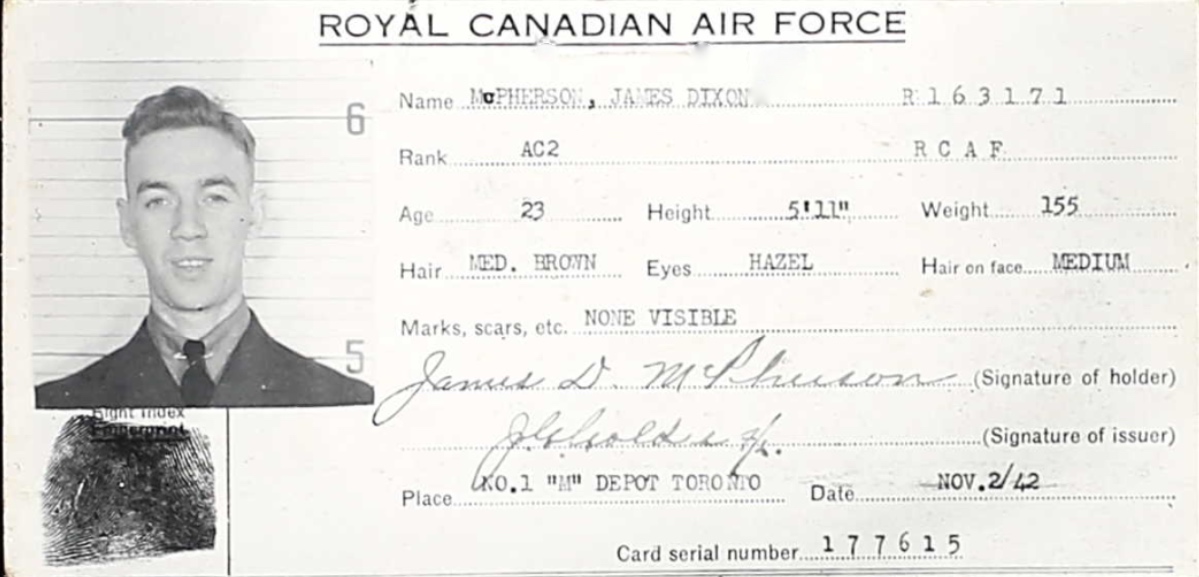 ROYAL CANADIAN AIR FORCE
Name McPHERSON, JAMES DIXON R 163171
Rank AC2 RCAF
Age 23 Height 5'11" Weight 155
Hair MED. BROWN Eyes HAZEL Hair on face MEDIUM
Marks, scars, etc. NONE VISIBLE
James D. McPherson (Signature of holder)
(Signature of issuer)
Place NO.1 "M" DEPOT TORONTO Date NOV.2/42
Card serial number 177615
6
5
Right Index
Fingerprint